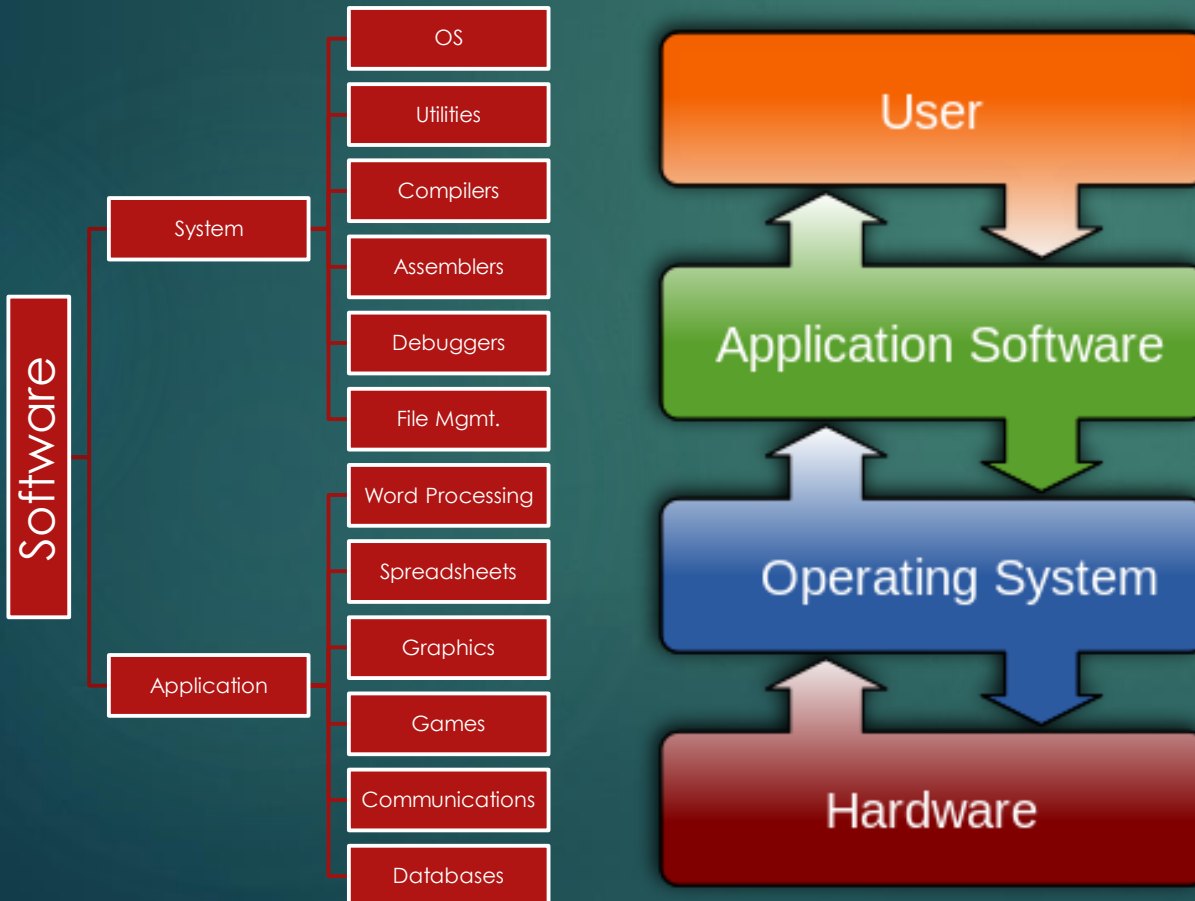 Software
System
OS
Utilities
Compilers
Assemblers
Debuggers
File Mgmt.
Application
Word Processing
Spreadsheets
Graphics
Games
Communications
Databases
User
Application Software
Operating System
Hardware